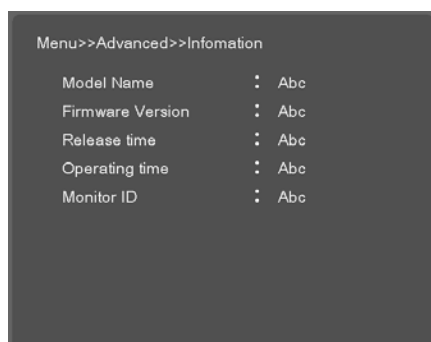 Menu>>Advanced>>Infomation
Model Name : Abc
Firmware Version : Abc
Release time : Abc
Operating time : Abc
Monitor ID : Abc